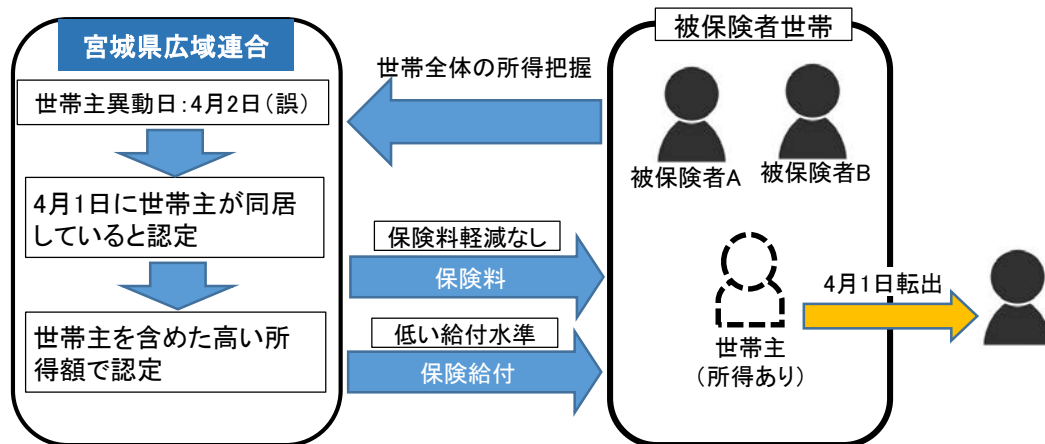 宮城県広域連合
世帯主異動日：4月2日（誤）
4月1日に世帯主が同居
していると認定
世帯主を含めた高い所
得額で認定
世帯全体の所得把握
保険料軽減なし
保険料
低い給付水準
保険給付
被保険者世帯
被保険者A
被保険者B
世帯主
（所得あり）
4月1日転出